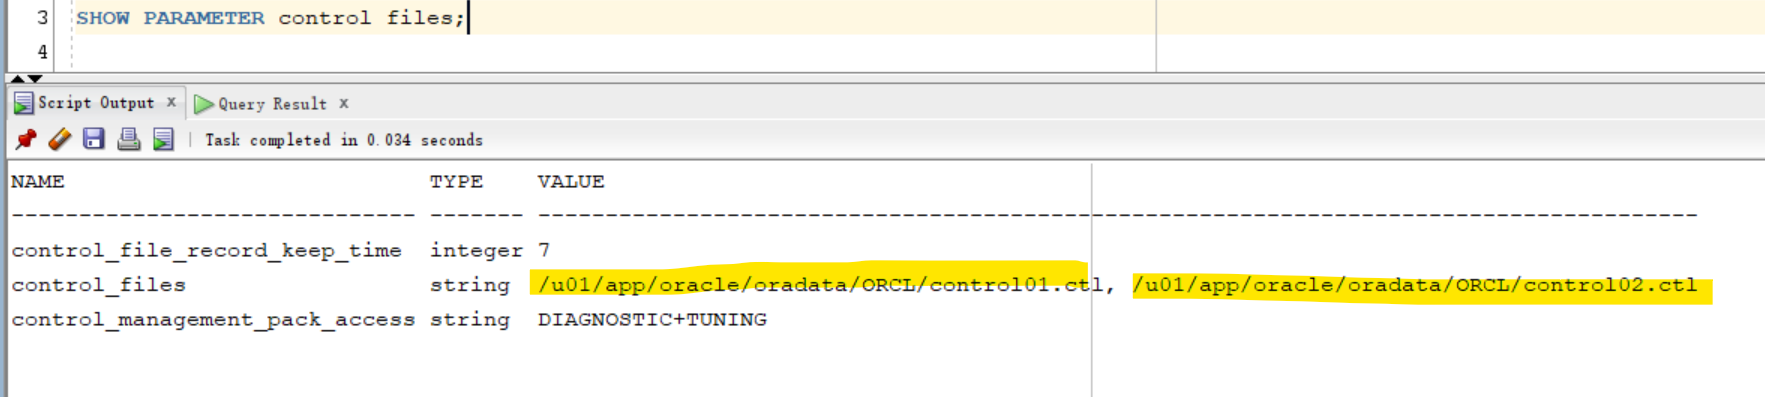 3 SHOW PARAMETER control files;
4
Script Output x Query Result x
Task completed in 0.034 seconds
NAME TYPE VALUE
------------------------------ ------- --------------------------------------------------------------------------------------
control_file_record_keep_time integer 7
control_files string /u01/app/oracle/oradata/ORCL/control01.ctl, /u01/app/oracle/oradata/ORCL/control02.ctl
control_management_pack_access string DIAGNOSTIC+TUNING